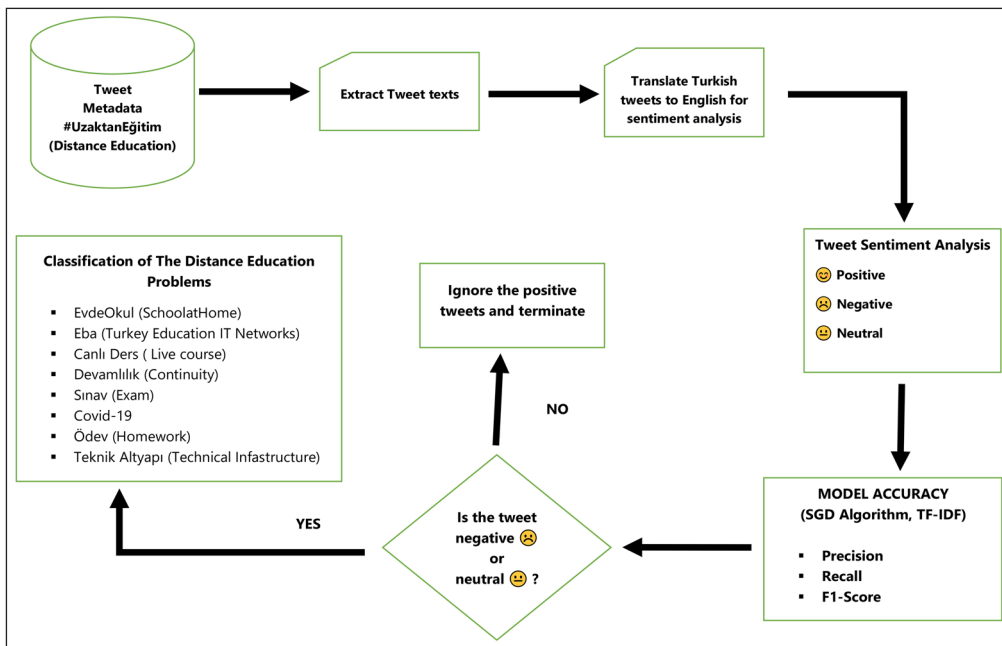 Tweet
Metadata
#UzaktanEğitim
(Distance Education)
Extract Tweet texts
Translate Turkish
tweets to English for
sentiment analysis
Tweet Sentiment Analysis
Positive
Negative
Neutral
MODEL ACCURACY
(SGD Algorithm, TF-IDF)
▪ Precision
▪ Recall
▪ F1-Score
Is the tweet
negative
or
neutral ?
NO
Ignore the positive
tweets and terminate
YES
Classification of The Distance Education
Problems
▪ EvdeOkul (SchoolatHome)
▪ Eba (Turkey Education IT Networks)
▪ Canlı Ders ( Live course)
▪ Devamlılık (Continuity)
▪ Sınav (Exam)
▪ Covid-19
▪ Ödev (Homework)
▪ Teknik Altyapı (Technical Infastructure)